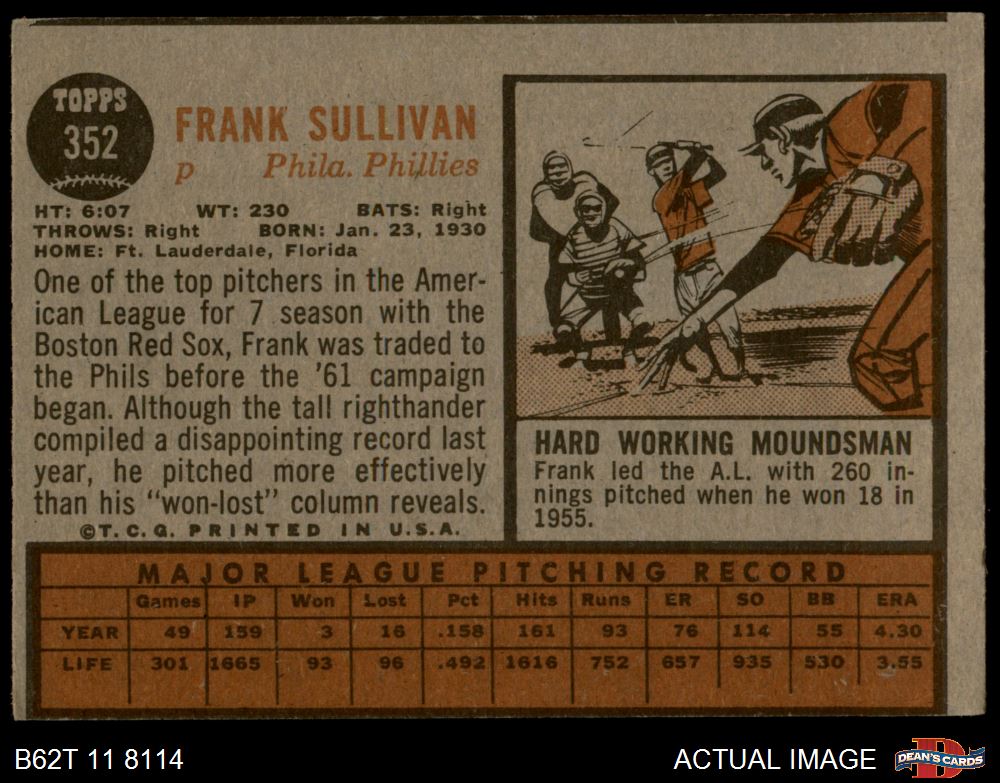 TOPPS
352
FRANK SULLIVAN
p Phila. Phillies
HT: 6:07 WT: 230 BATS: Right
THROWS: Right BORN: Jan. 23, 1930
HOME: Ft. Lauderdale, Florida
One of the top pitchers in the Amer-
ican League for 7 season with the
Boston Red Sox, Frank was traded to
the Phils before the '61 campaign
began. Although the tall righthander
compiled a disappointing record last
year, he pitched more effectively
than his "won-lost" column reveals.
©T.C.G. PRINTED IN U.S.A.
HARD WORKING MOUNDSMAN
Frank led the A.L. with 260 in-
nings pitched when he won 18 in
1955.
MAJOR LEAGUE PITCHING RECORD
Games IP Won Lost Pct Hits Runs ER SO BB ERA
YEAR 49 159 3 16 .158 161 93 76 114 55 4.30
LIFE 301 1665 93 96 .492 1616 752 657 935 530 3.55
B62T 11 8114 ACTUAL IMAGE DEAN'S CARDS